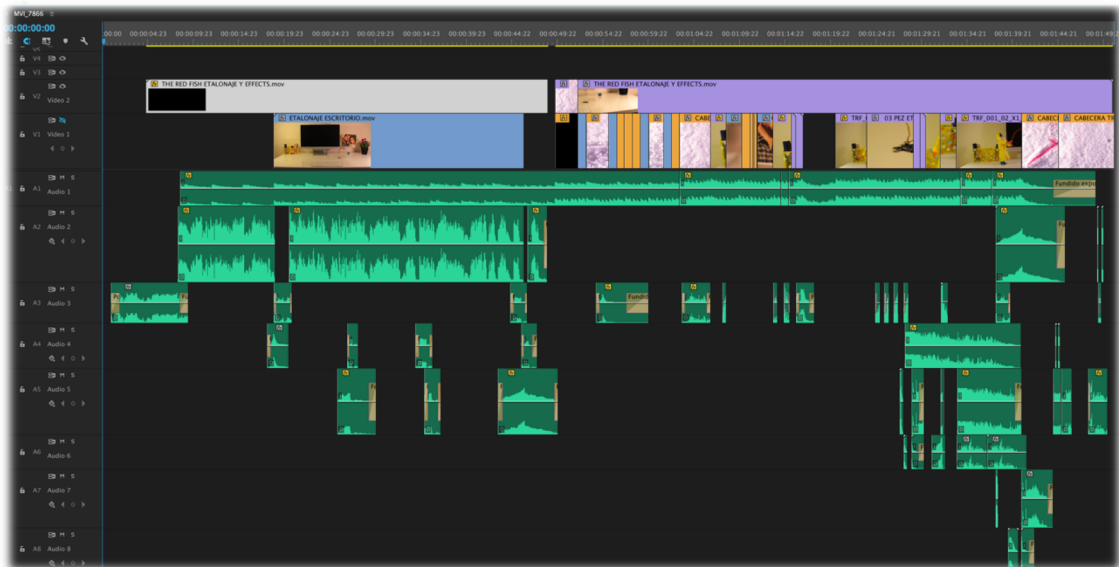 MVI_7866
00:00:00:00
:00:00 00:00:04:23 00:00:09:23 00:00:14:23 00:00:19:23 00:00:24:23 00:00:29:23 00:00:34:23 00:00:39:23 00:00:44:22 00:00:49:22 00:00:54:22 00:00:59:22 00:01:04:22 00:01:09:22 00:01:14:22 00:01:19:22 00:01:24:21 00:01:29:21 00:01:34:21 00:01:39:21 00:01:44:21 00:01:49:2
V4
V3
THE RED FISH ETALONAJE Y EFFECTS.mov THE RED FISH ETALONAJE Y EFFECTS.mov
V2 Video 2
ETALONAJE ESCRITORIO.mov CABE TRF_ 03 PEZ ET TRF_001_02_X1 CABEC CABECERA TR
V1 Video 1
M S
A1 A1 Audio 1
Fundido expo
M S
A2 Audio 2
M S
A3 Audio 3
Fundid
M S
A4 Audio 4
M S
A5 Audio 5
M S
A6 Audio 6
M S
A7 Audio 7
M S
A8 Audio 8